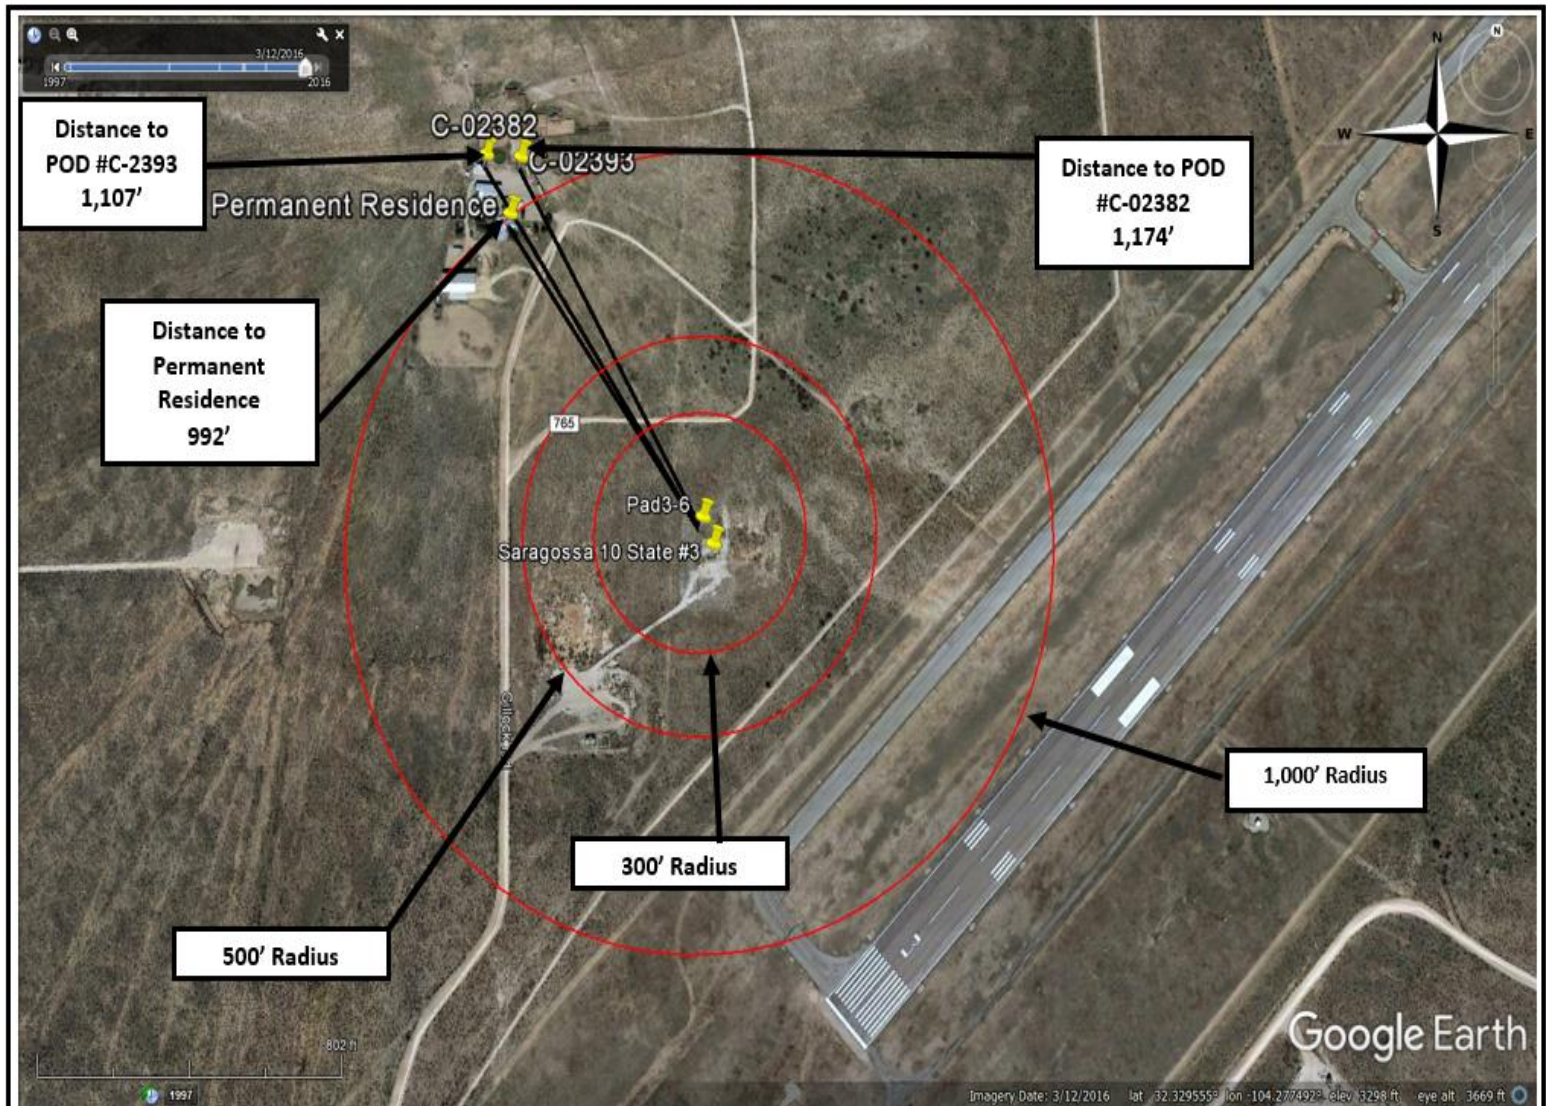 3/12/2016
1997
2016
N
N
W
E
S
Distance to
POD #C-2393
1,107’
C-02382
C-02393
Permanent Residence
Distance to POD
#C-02382
1,174’
Distance to
Permanent
Residence
992’
765
Pad3-6
Saragossa 10 State #3
1,000’ Radius
300’ Radius
500’ Radius
Google Earth
802 ft
1997
Imagery Date: 3/12/2016 lat 32.329555° lon -104.277492° elev 3298 ft eye alt 3669 ft